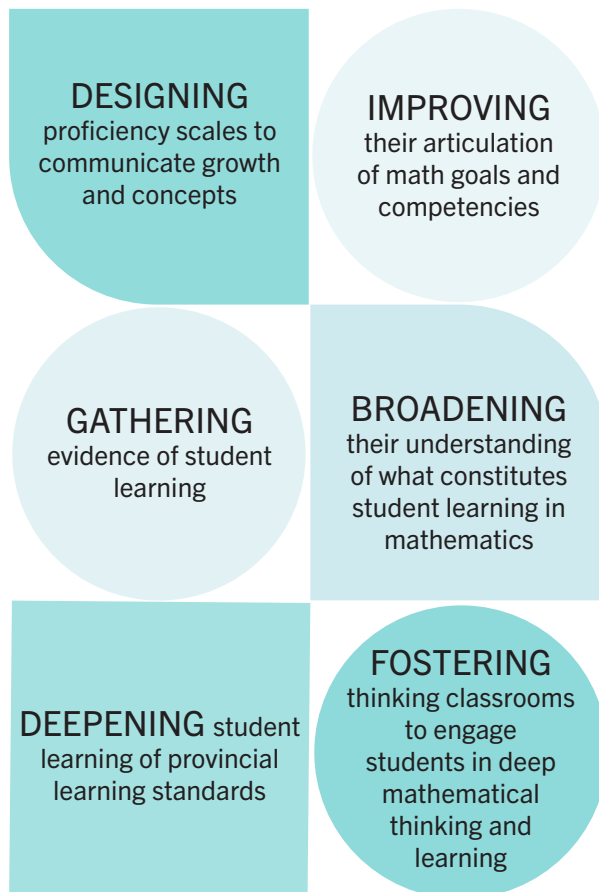 DESIGNING
proficiency scales to
communicate growth
and concepts
IMPROVING
their articulation
of math goals and
competencies
GATHERING
evidence of student
learning
BROADENING
their understanding
of what constitutes
student learning in
mathematics
DEEPENING student
learning of provincial
learning standards
FOSTERING
thinking classrooms
to engage
students in deep
mathematical
thinking and
learning